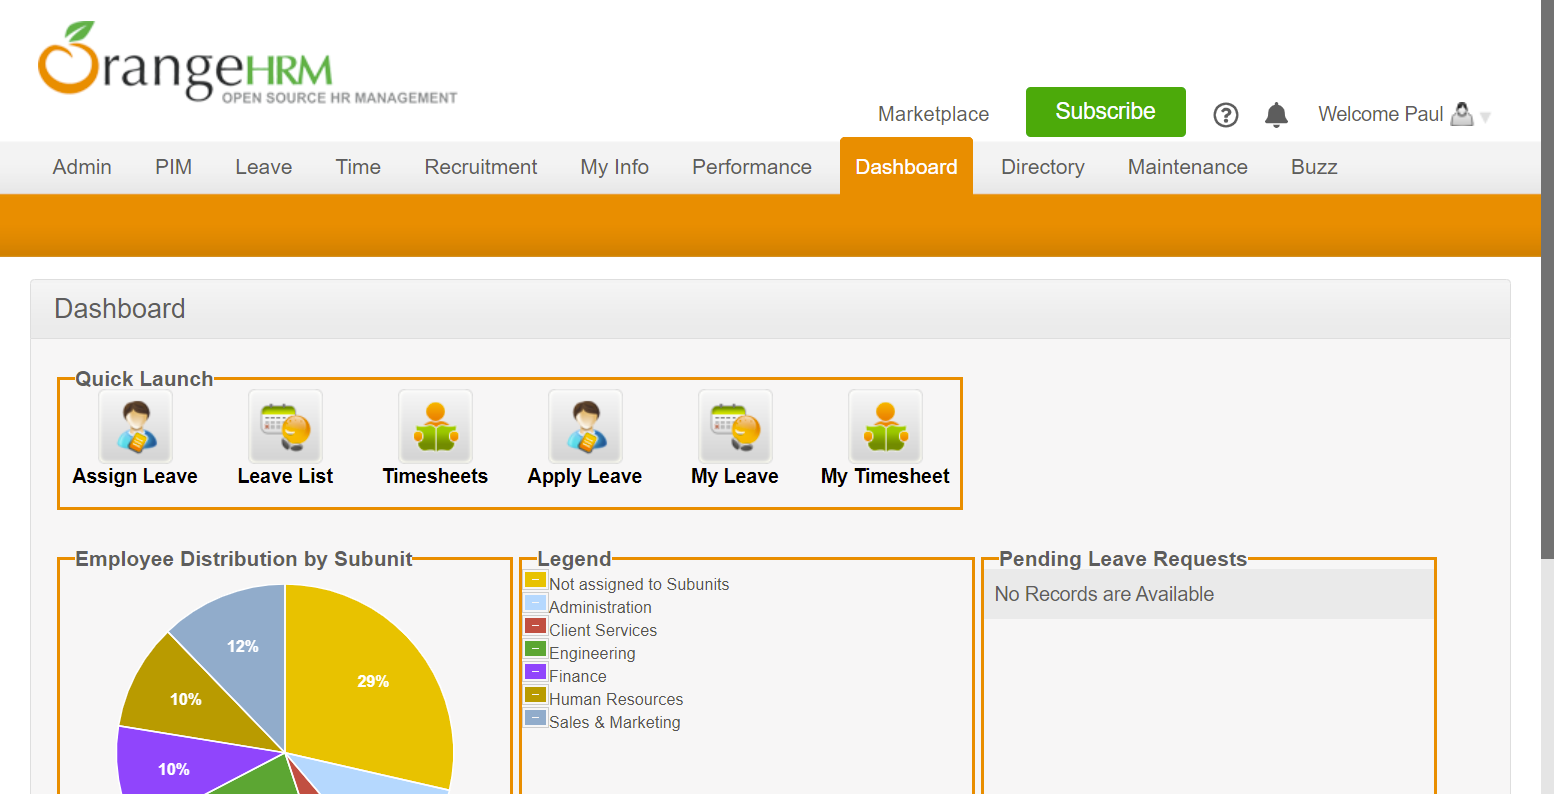 OrangeHRM
OPEN SOURCE HR MANAGEMENT
Marketplace
Subscribe
?
Welcome Paul
Admin PIM Leave Time Recruitment My Info Performance Dashboard Directory Maintenance Buzz
Dashboard
Quick Launch
Assign Leave
Leave List
Timesheets
Apply Leave
My Leave
My Timesheet
Employee Distribution by Subunit
12%
29%
10%
10%
Legend
Not assigned to Subunits
Administration
Client Services
Engineering
Finance
Human Resources
Sales & Marketing
Pending Leave Requests
No Records are Available